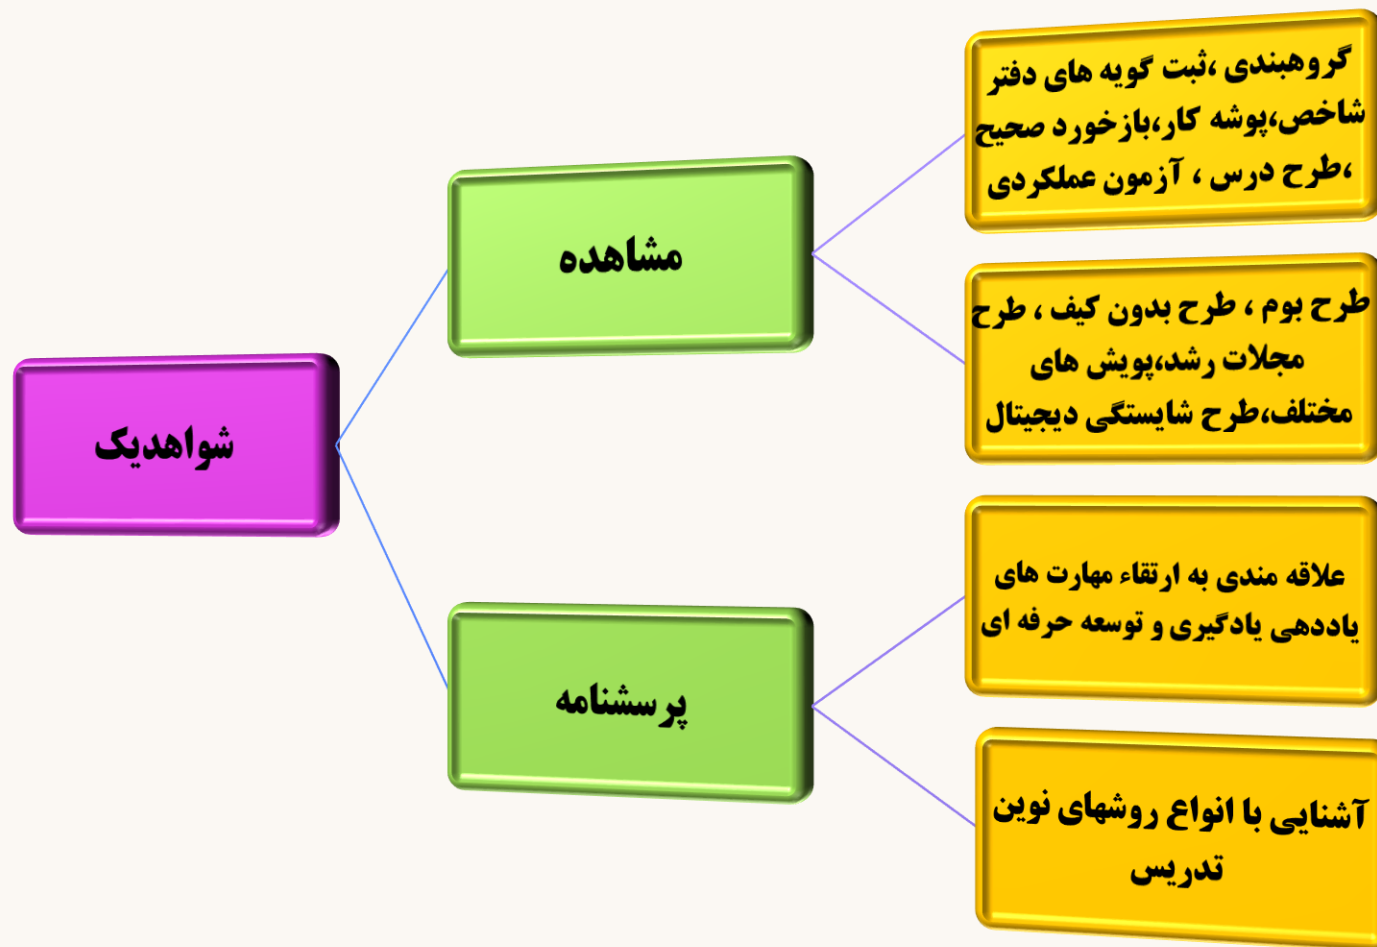 شواهدیک
مشاهده
گروهبندی ،ثبت گویه های دفتر
شاخص،پوشه کار،بازخورد صحیح
،طرح درس ، آزمون عملکردی
طرح بوم ، طرح بدون کیف ، طرح
مجلات رشد،پویش های
مختلف،طرح شایستگی دیجیتال
پرسشنامه
علاقه مندی به ارتقاء مهارت های
یاددهی یادگیری و توسعه حرفه ای
آشنایی با انواع روشهای نوین
تدریس